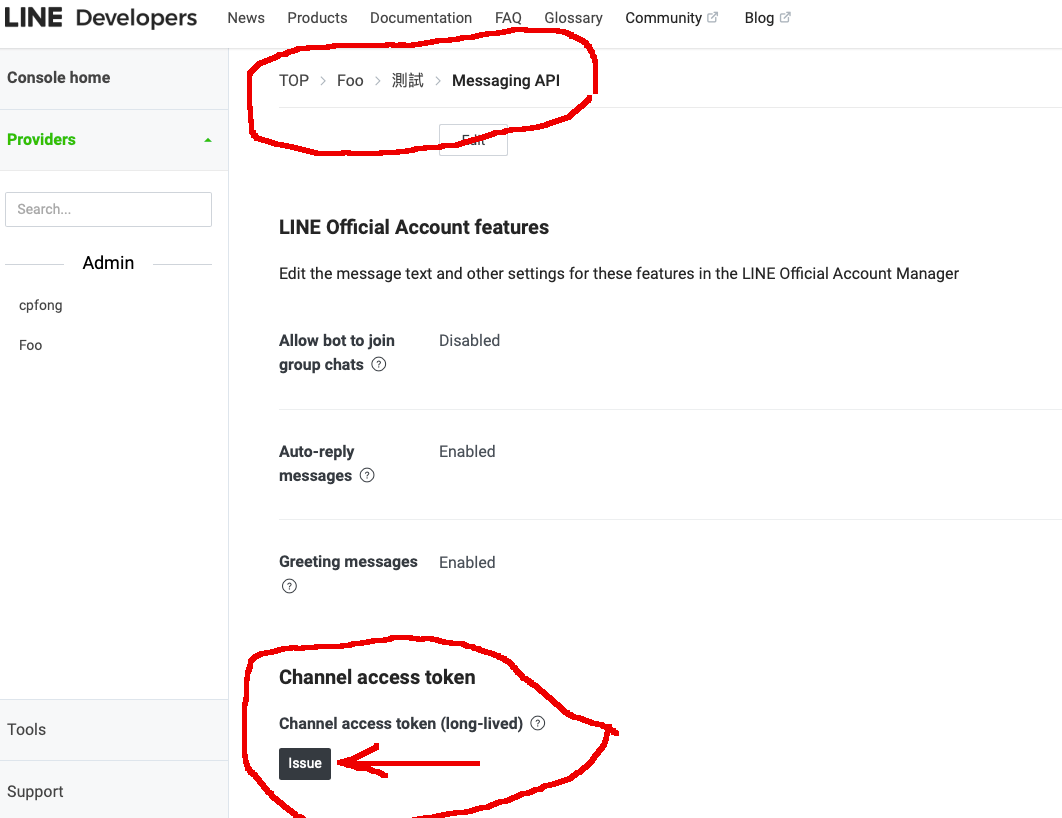 LINE Developers News Products Documentation FAQ Glossary Community Blog
Console home
TOP > Foo > 測試 > Messaging API
Providers
Edit
Search...
LINE Official Account features
Admin
Edit the message text and other settings for these features in the LINE Official Account Manager
cpfong
Foo
Allow bot to join
group chats ?
Disabled
Auto-reply
messages ?
Enabled
Greeting messages
?
Enabled
Channel access token
Channel access token (long-lived) ?
Issue
Tools
Support